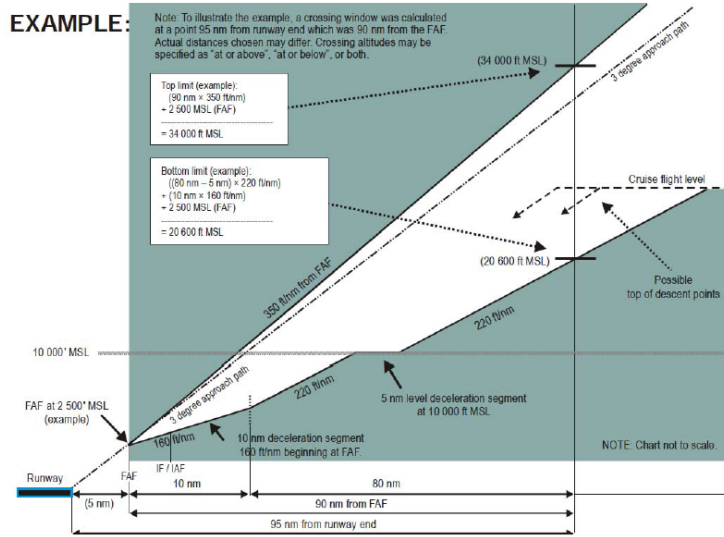 EXAMPLE:
Note: To illustrate the example, a crossing window was calculated
at a point 95 nm from runway end which was 90 nm from the FAF.
Actual distances chosen may differ. Crossing altitudes may be
specified as "at or above", "at or below", or both.
(34 000 ft MSL)
3 degree approach path
Top limit (example):
(90 nm × 350 ft/nm)
+ 2 500 MSL (FAF)
= 34 000 ft MSL
Bottom limit (example):
((80 nm – 5 nm) × 220 ft/nm)
+ (10 nm × 160 ft/nm)
+ 2 500 MSL (FAF)
= 20 600 ft MSL
Cruise flight level
(20 600 ft MSL)
350 ft/nm from FAF
Possible
top of descent points
220 ft/nm
10 000' MSL
220 ft/nm
5 nm level deceleration segment
at 10 000 ft MSL
3 degree approach path
FAF at 2 500' MSL
(example)
160 ft/nm
10 nm deceleration segment
160 ft/nm beginning at FAF.
NOTE: Chart not to scale.
IF / IAF
Runway
FAF
(5 nm)
10 nm
80 nm
90 nm from FAF
95 nm from runway end